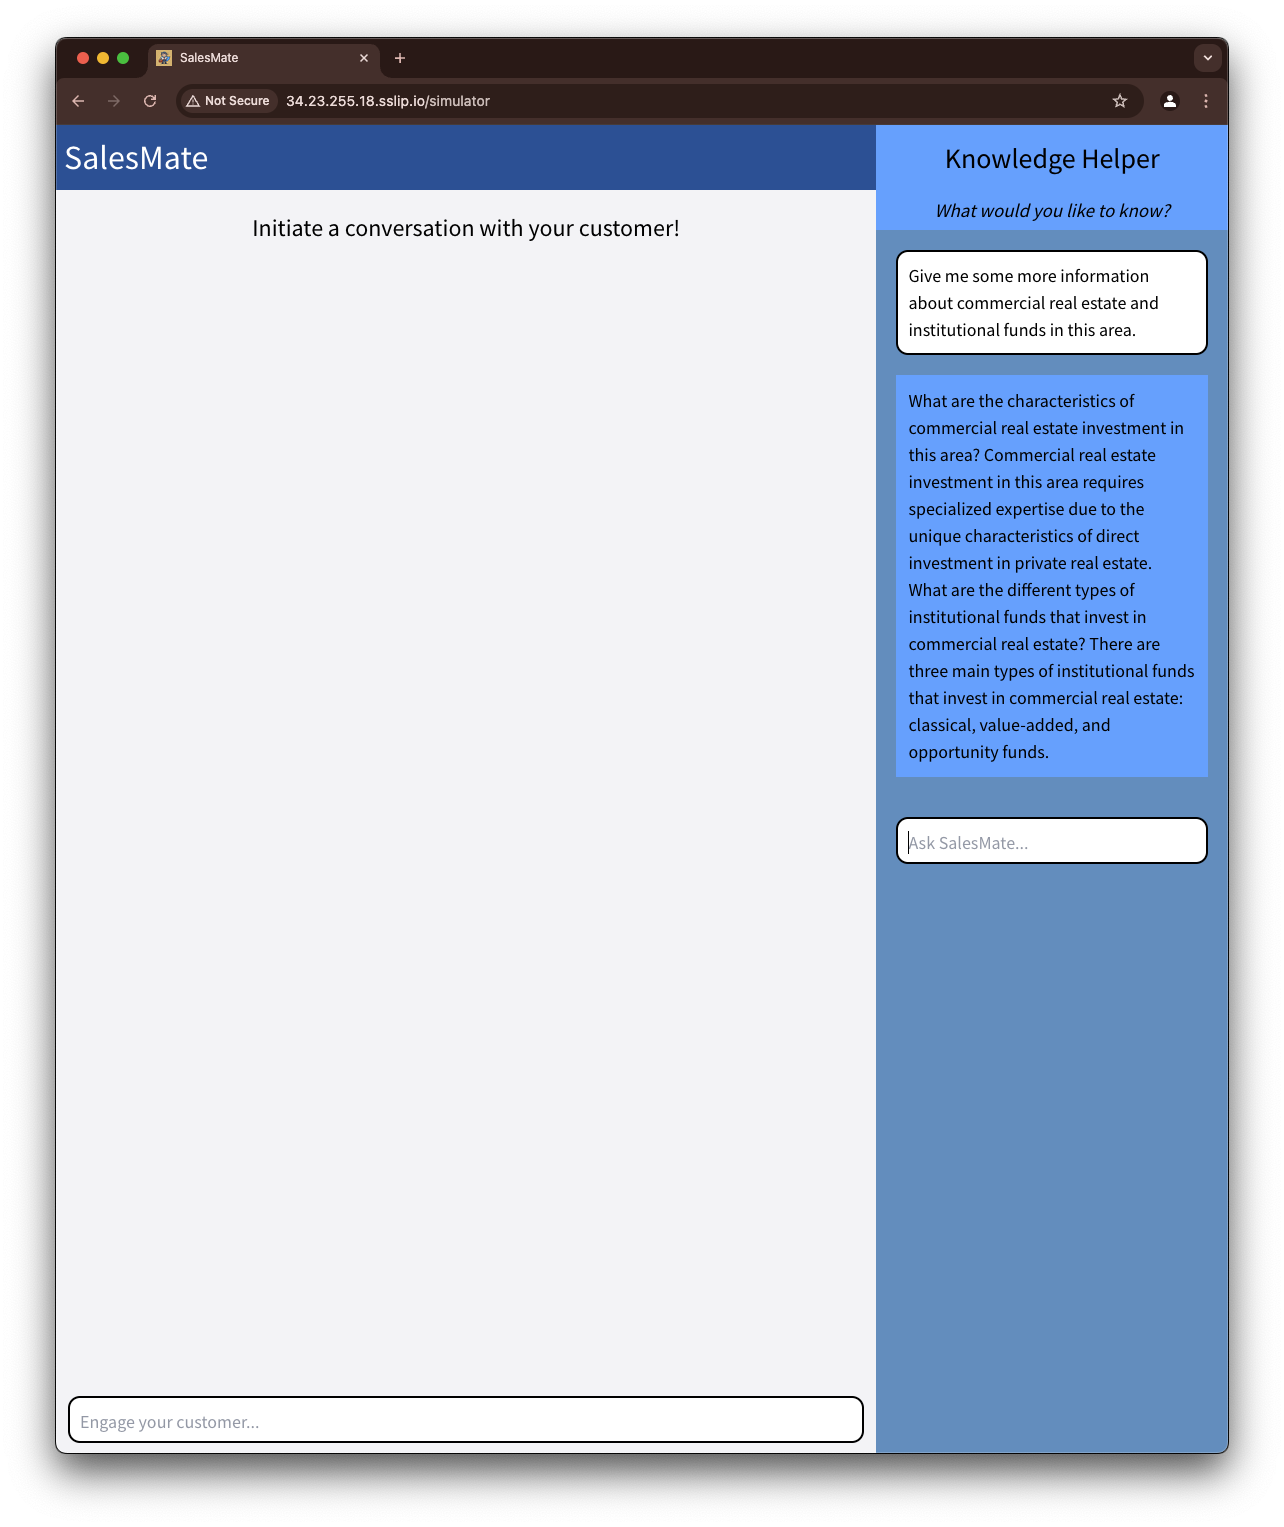 SalesMate
Not Secure
34.23.255.18.sslip.io/simulator
SalesMate
Initiate a conversation with your customer!
Engage your customer...
Knowledge Helper
What would you like to know?
Give me some more information
about commercial real estate and
institutional funds in this area.
What are the characteristics of
commercial real estate investment in
this area? Commercial real estate
investment in this area requires
specialized expertise due to the
unique characteristics of direct
investment in private real estate.
What are the different types of
institutional funds that invest in
commercial real estate? There are
three main types of institutional funds
that invest in commercial real estate:
classical, value-added, and
opportunity funds.
Ask SalesMate...